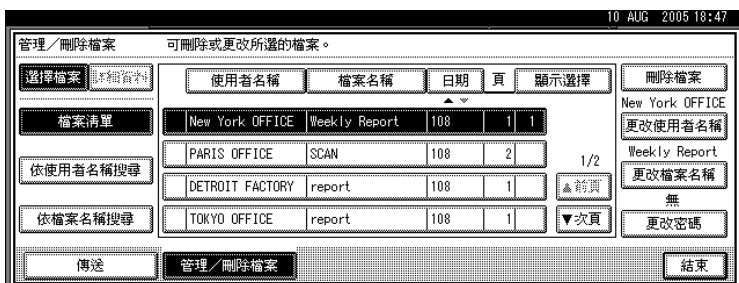 10 AUG 2005 18:47
管理／刪除檔案 可刪除或更改所選的檔案。
選擇檔案 詳細資料 使用者名稱 檔案名稱 日期 頁 顯示選擇 刪除檔案
▲ ▼ New York OFFICE
檔案清單 New York OFFICE Weekly Report 108 1 1 更改使用者名稱
PARIS OFFICE SCAN 108 2 1/2 Weekly Report
依使用者名稱搜尋 DETROIT FACTORY report 108 1 ▲前頁 更改檔案名稱
無
依檔案名稱搜尋 TOKYO OFFICE report 108 1 ▼次頁 更改密碼
傳送 管理／刪除檔案 結束